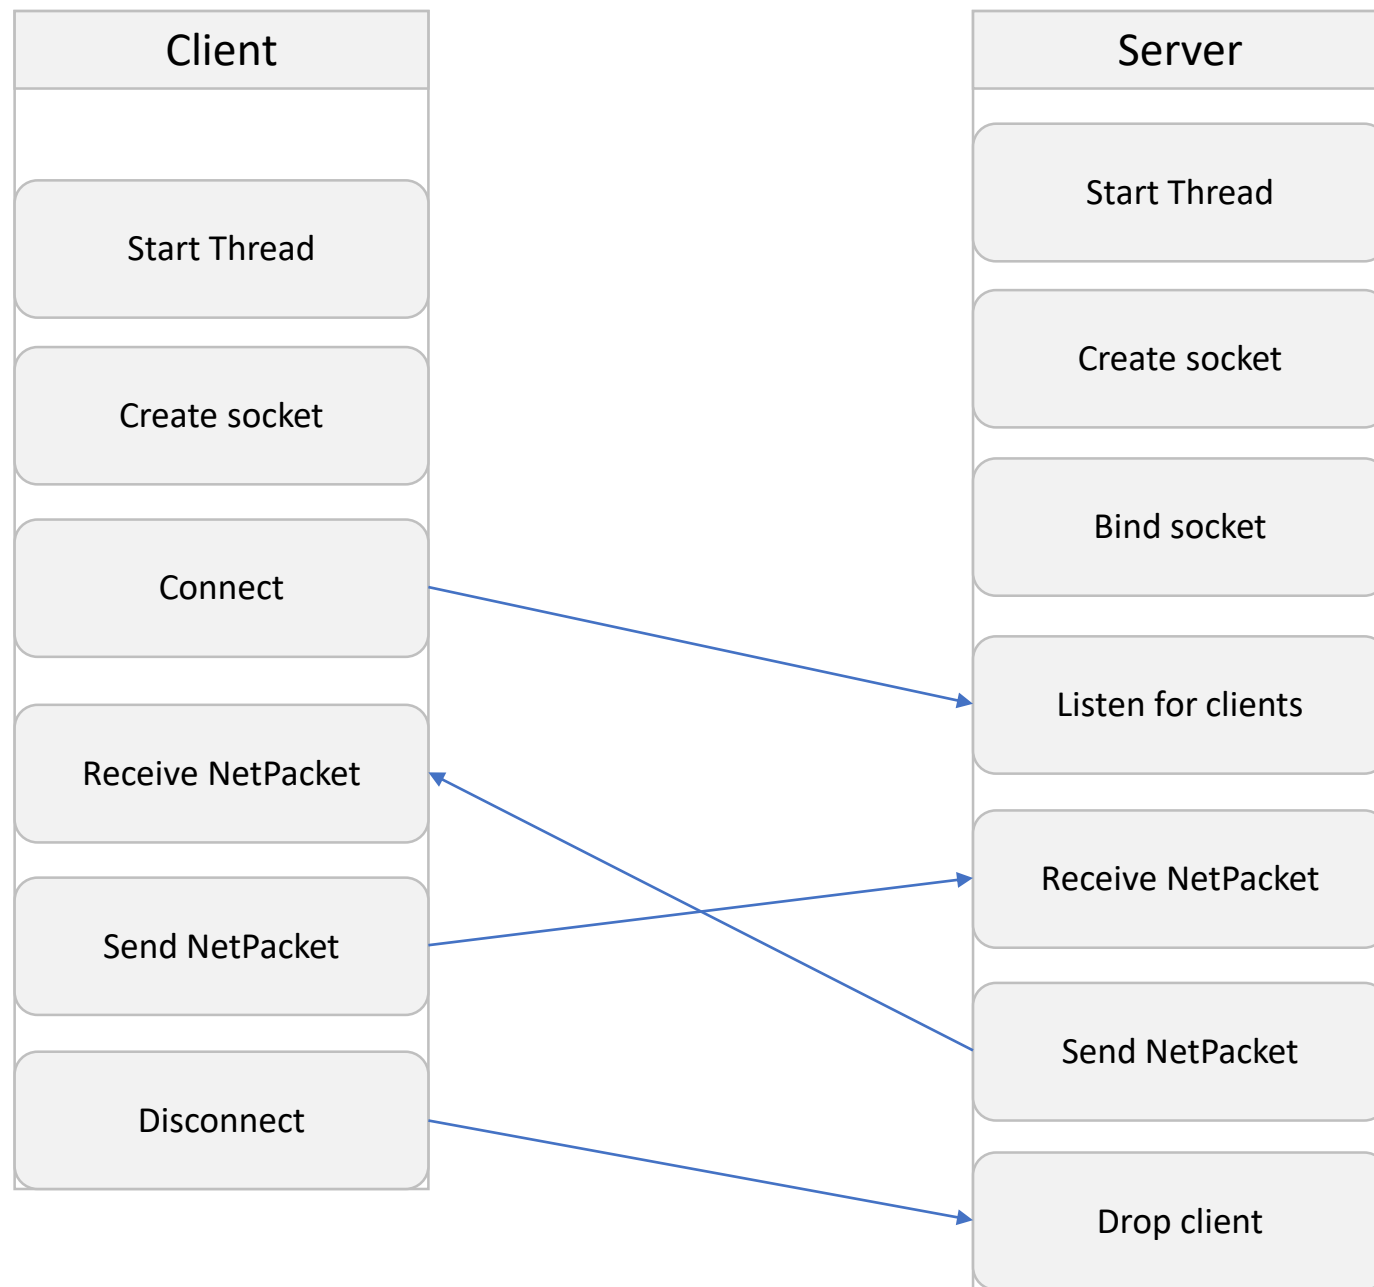 Client
Start Thread
Create socket
Connect
Receive NetPacket
Send NetPacket
Disconnect
Server
Start Thread
Create socket
Bind socket
Listen for clients
Receive NetPacket
Send NetPacket
Drop client